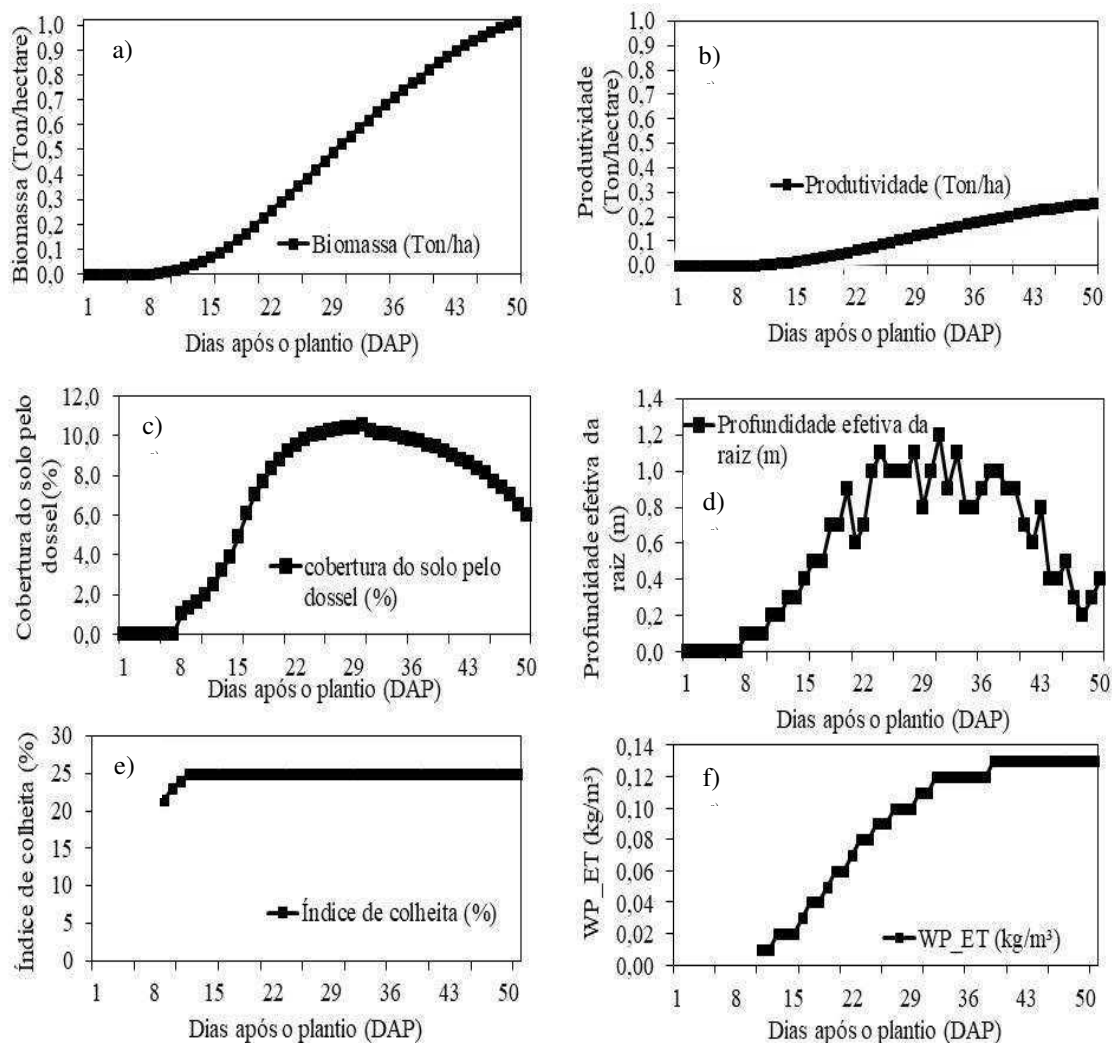 a)
Biomassa (Ton/hectare)
1,0
0,9
0,8
0,7
0,6
0,5
0,4
0,3
0,2
0,1
0,0
Biomassa (Ton/ha)
1 8 15 22 29 36 43 50
Dias após o plantio (DAP)
b)
Produtividade
(Ton/hectare)
1,0
0,9
0,8
0,7
0,6
0,5
0,4
0,3
0,2
0,1
0,0
Produtividade (Ton/ha)
1 8 15 22 29 36 43 50
Dias após o plantio (DAP)
c)
Cobertura do solo pelo
dossel (%)
12,0
10,0
8,0
6,0
4,0
2,0
0,0
cobertura do solo pelo
dossel (%)
1 8 15 22 29 36 43 50
Dias após o plantio (DAP)
d)
Profundidade efetiva da
raiz (m)
1,4
1,2
1,0
0,8
0,6
0,4
0,2
0,0
Profundidade efetiva da
raiz (m)
1 8 15 22 29 36 43 50
Dias após o plantio (DAP)
e)
Índice de colheita (%)
30
25
20
15
10
5
0
Índice de colheita (%)
1 8 15 22 29 36 43 50
Dias após o plantio (DAP)
f)
WP_ET (kg/m³)
0,14
0,12
0,10
0,08
0,06
0,04
0,02
0,00
WP_ET (kg/m³)
1 8 15 22 29 36 43 50
Dias após o plantio (DAP)